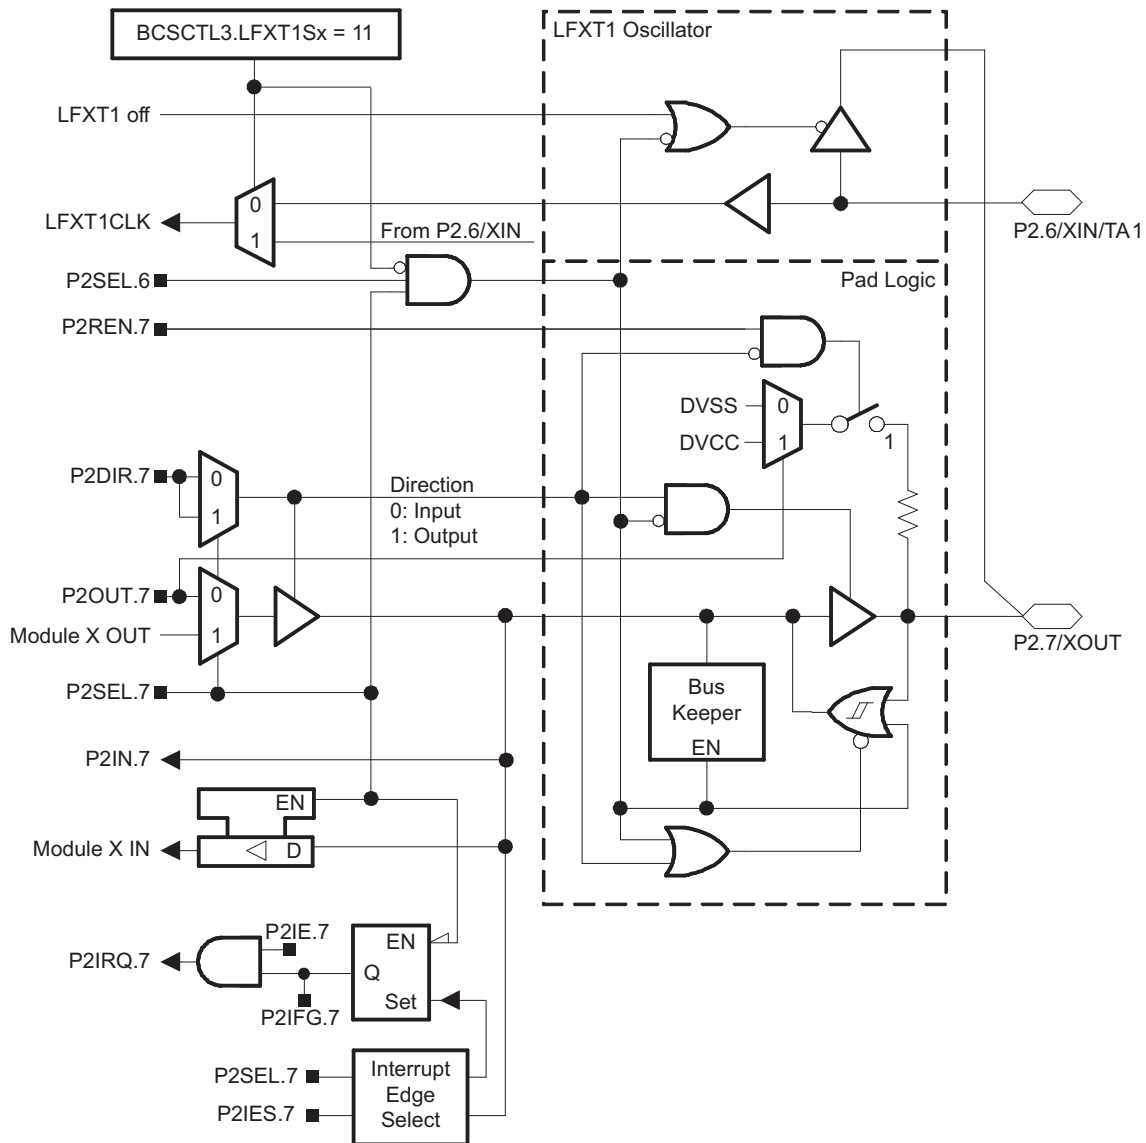 BCSCTL3.LFXT1Sx = 11
LFXT1 Oscillator
LFXT1 off
0
LFXT1CLK
1
From P2.6/XIN
P2.6/XIN/TA1
P2SEL.6
Pad Logic
P2REN.7
DVSS
0
DVCC
1
1
P2DIR.7
0
1
Direction
0: Input
1: Output
P2OUT.7
0
Module X OUT
1
P2.7/XOUT
P2SEL.7
Bus
Keeper
EN
P2IN.7
EN
Module X IN
D
P2IE.7
EN
P2IRQ.7
Q
P2IFG.7
Set
P2SEL.7
P2IES.7
Interrupt
Edge
Select